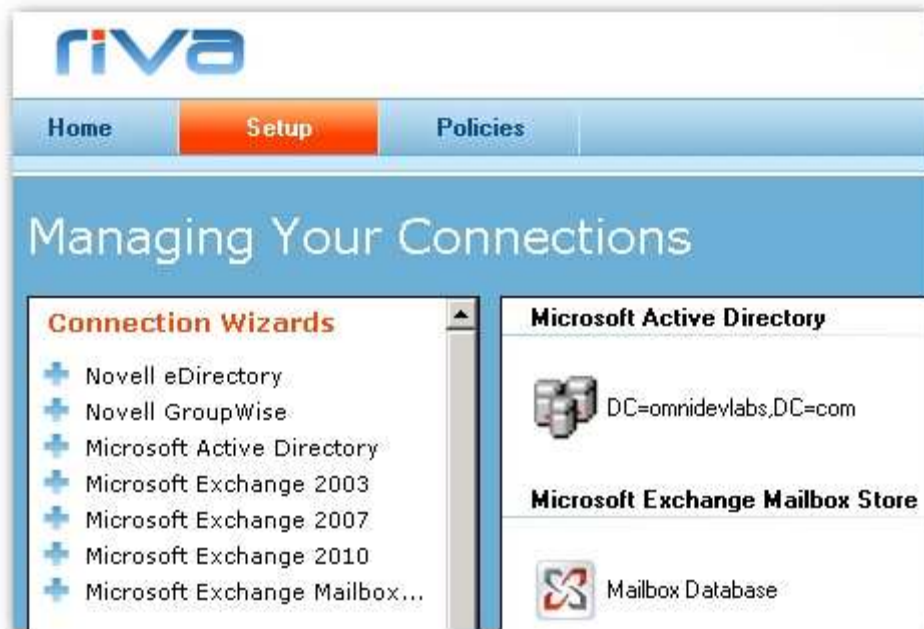 riva
Home
Setup
Policies
Managing Your Connections
Connection Wizards
Novell eDirectory
Novell GroupWise
Microsoft Active Directory
Microsoft Exchange 2003
Microsoft Exchange 2007
Microsoft Exchange 2010
Microsoft Exchange Mailbox...
Microsoft Active Directory
DC=omnidevlabs,DC=com
Microsoft Exchange Mailbox Store
Mailbox Database